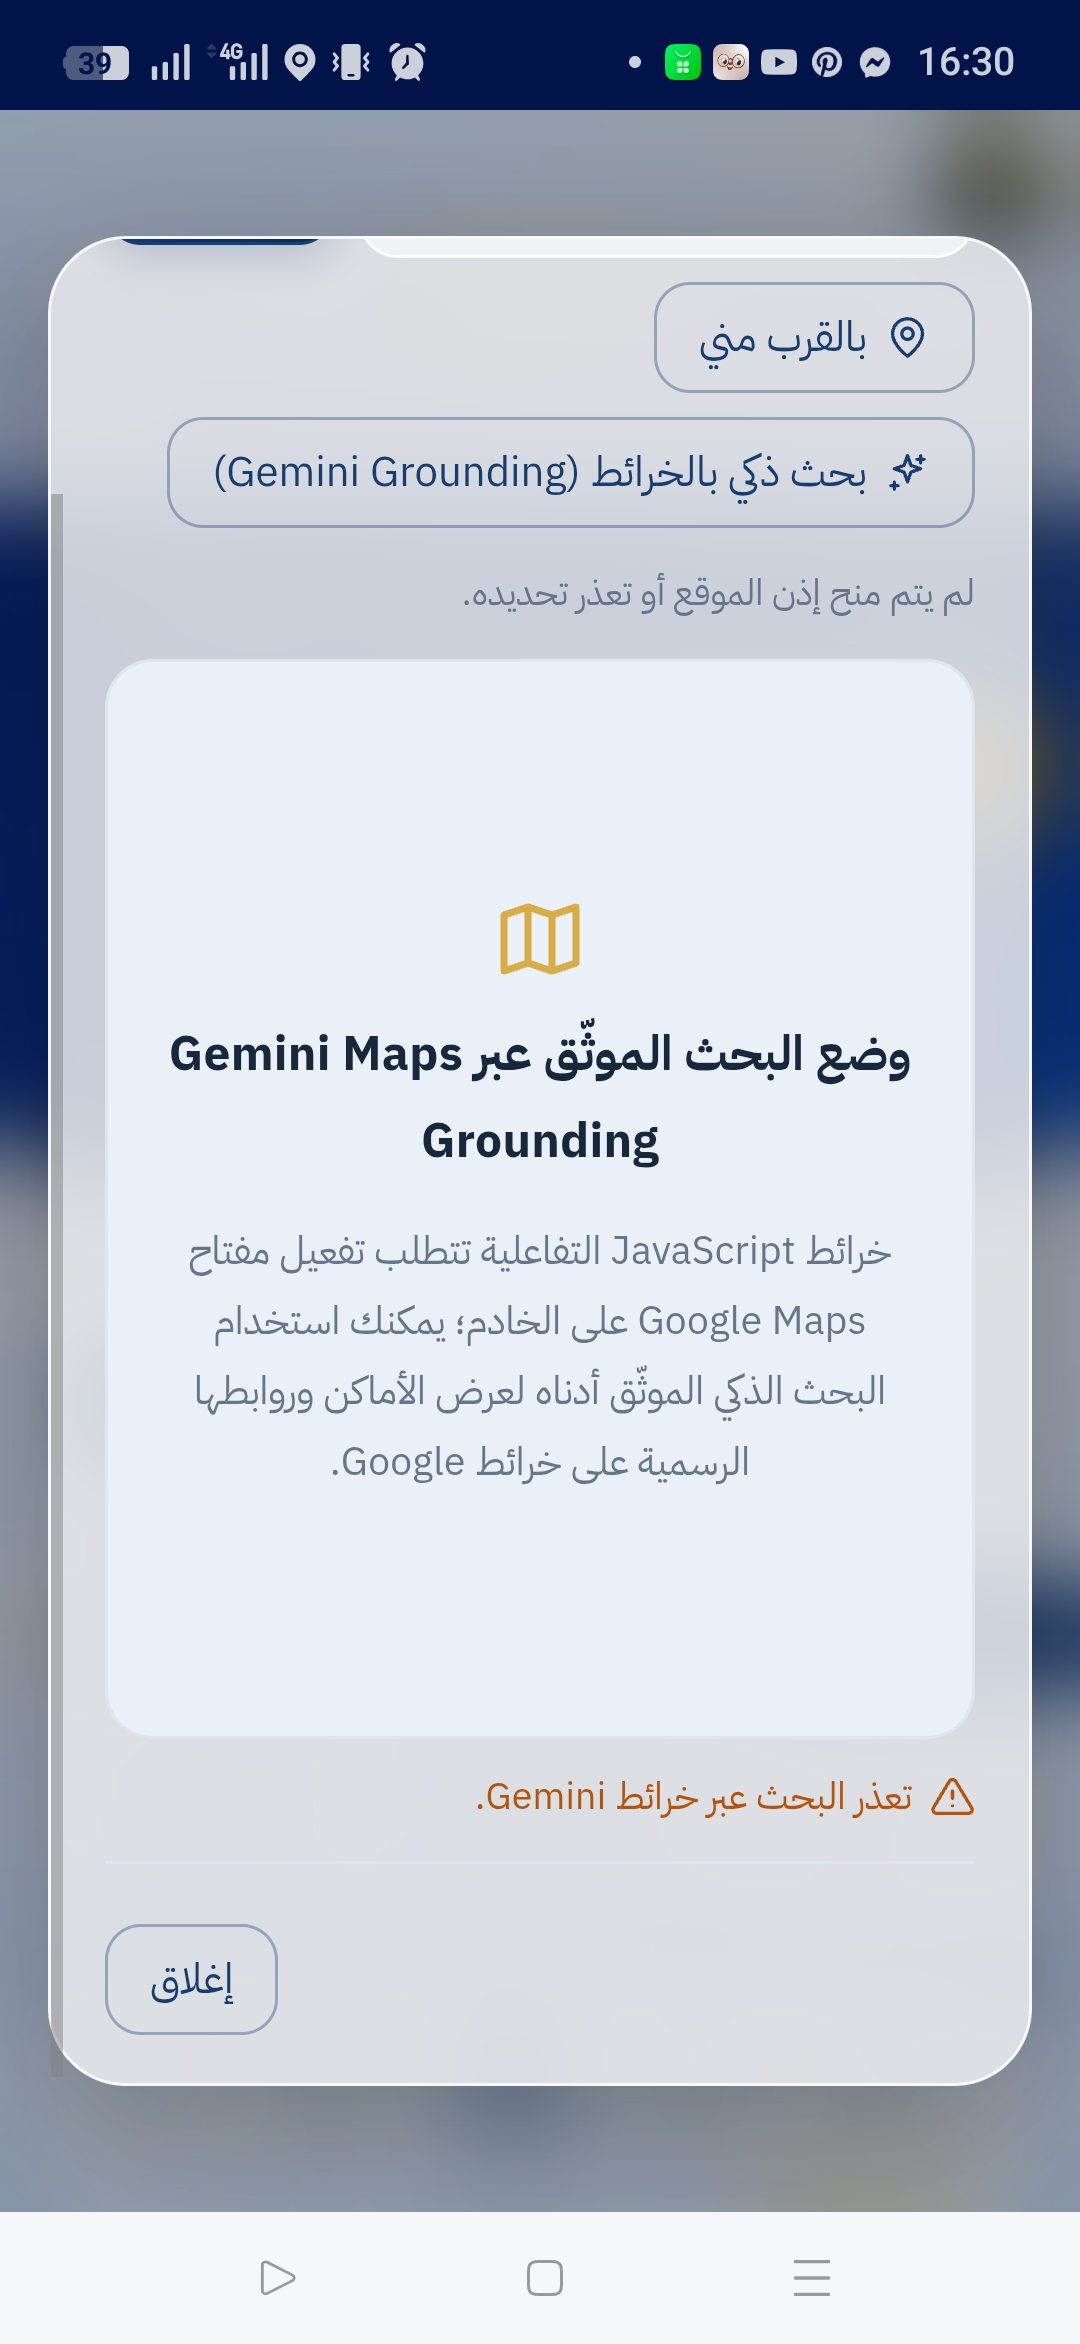 39
4G
16:30
بالقرب مني
بحث ذكي بالخرائط (Gemini Grounding)
لم يتم منح إذن الموقع أو تعذر تحديده.
وضع البحث الموثّق عبر Gemini Maps
Grounding
خرائط JavaScript التفاعلية تتطلب تفعيل مفتاح
Google Maps على الخادم؛ يمكنك استخدام
البحث الذكي الموثّق أدناه لعرض الأماكن وروابطها
الرسمية على خرائط Google.
تعذر البحث عبر خرائط Gemini.
إغلاق